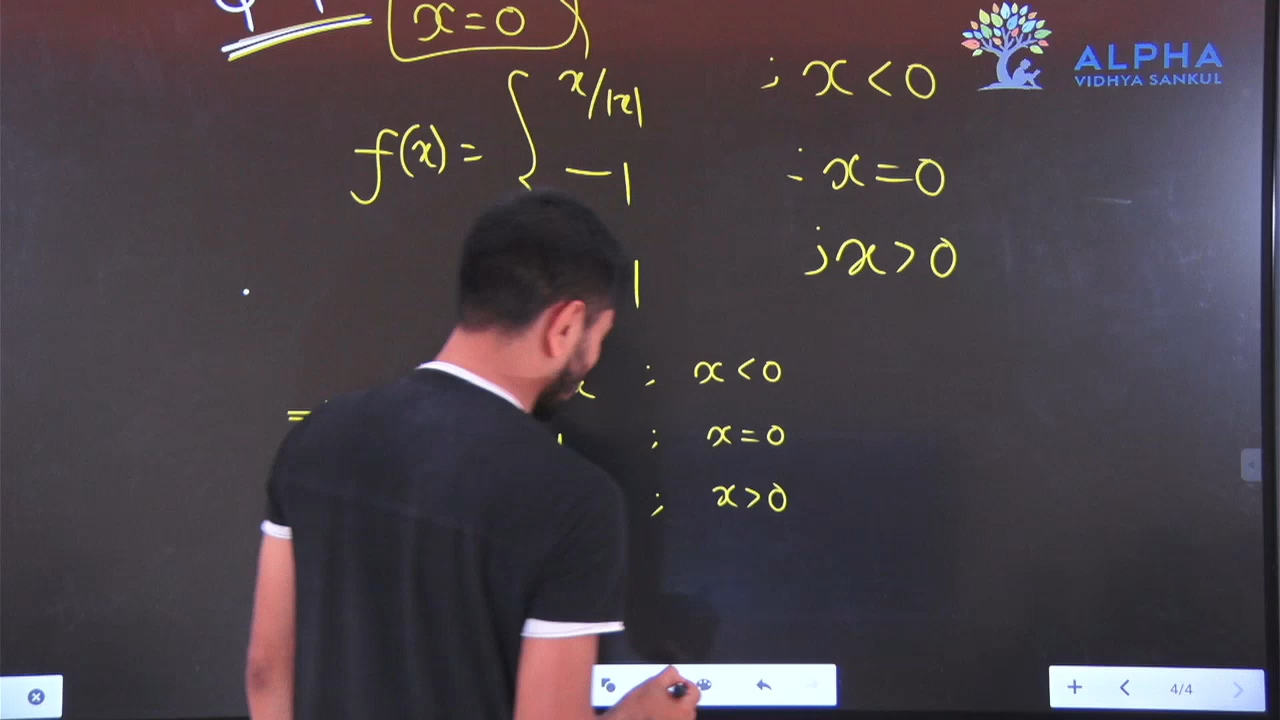 x=0
x/|x| ; x<0
f(x)= { -1 ; x=0
1 ; x>0
= x ; x<0
; x=0
; x>0
ALPHA
VIDHYA SANKUL
4/4